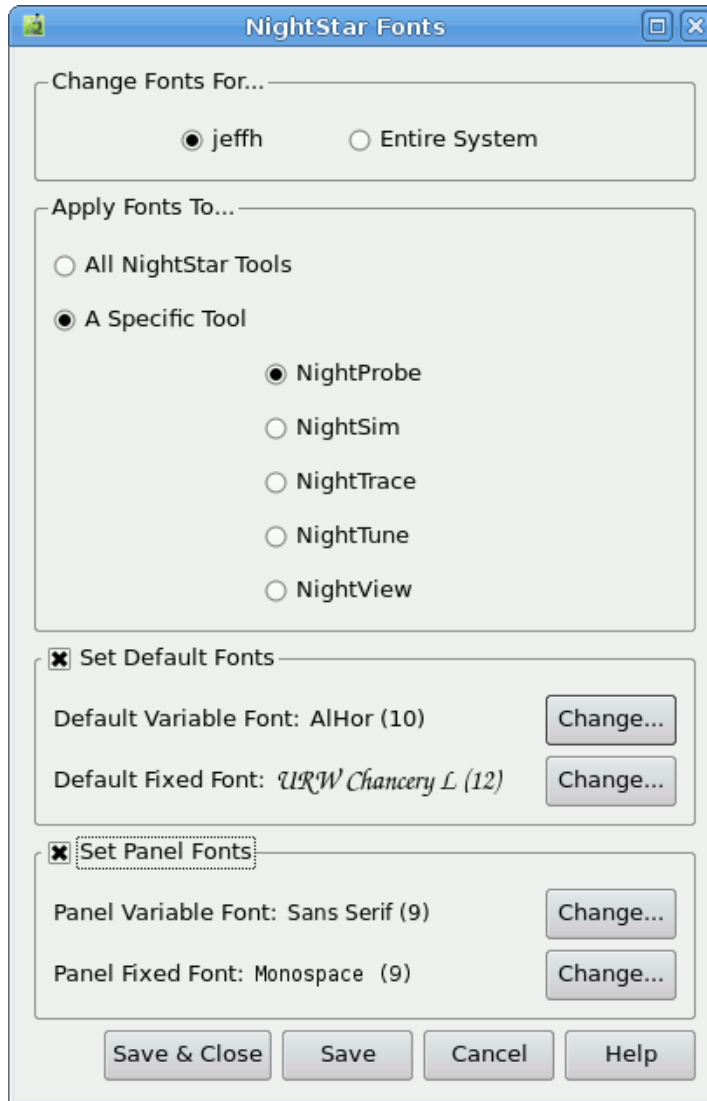 NightStar Fonts
Change Fonts For...
jeffh Entire System
Apply Fonts To...
All NightStar Tools
A Specific Tool
NightProbe
NightSim
NightTrace
NightTune
NightView
Set Default Fonts
Default Variable Font: AlHor (10) Change...
Default Fixed Font: URW Chancery L (12) Change...
Set Panel Fonts
Panel Variable Font: Sans Serif (9) Change...
Panel Fixed Font: Monospace (9) Change...
Save & Close Save Cancel Help